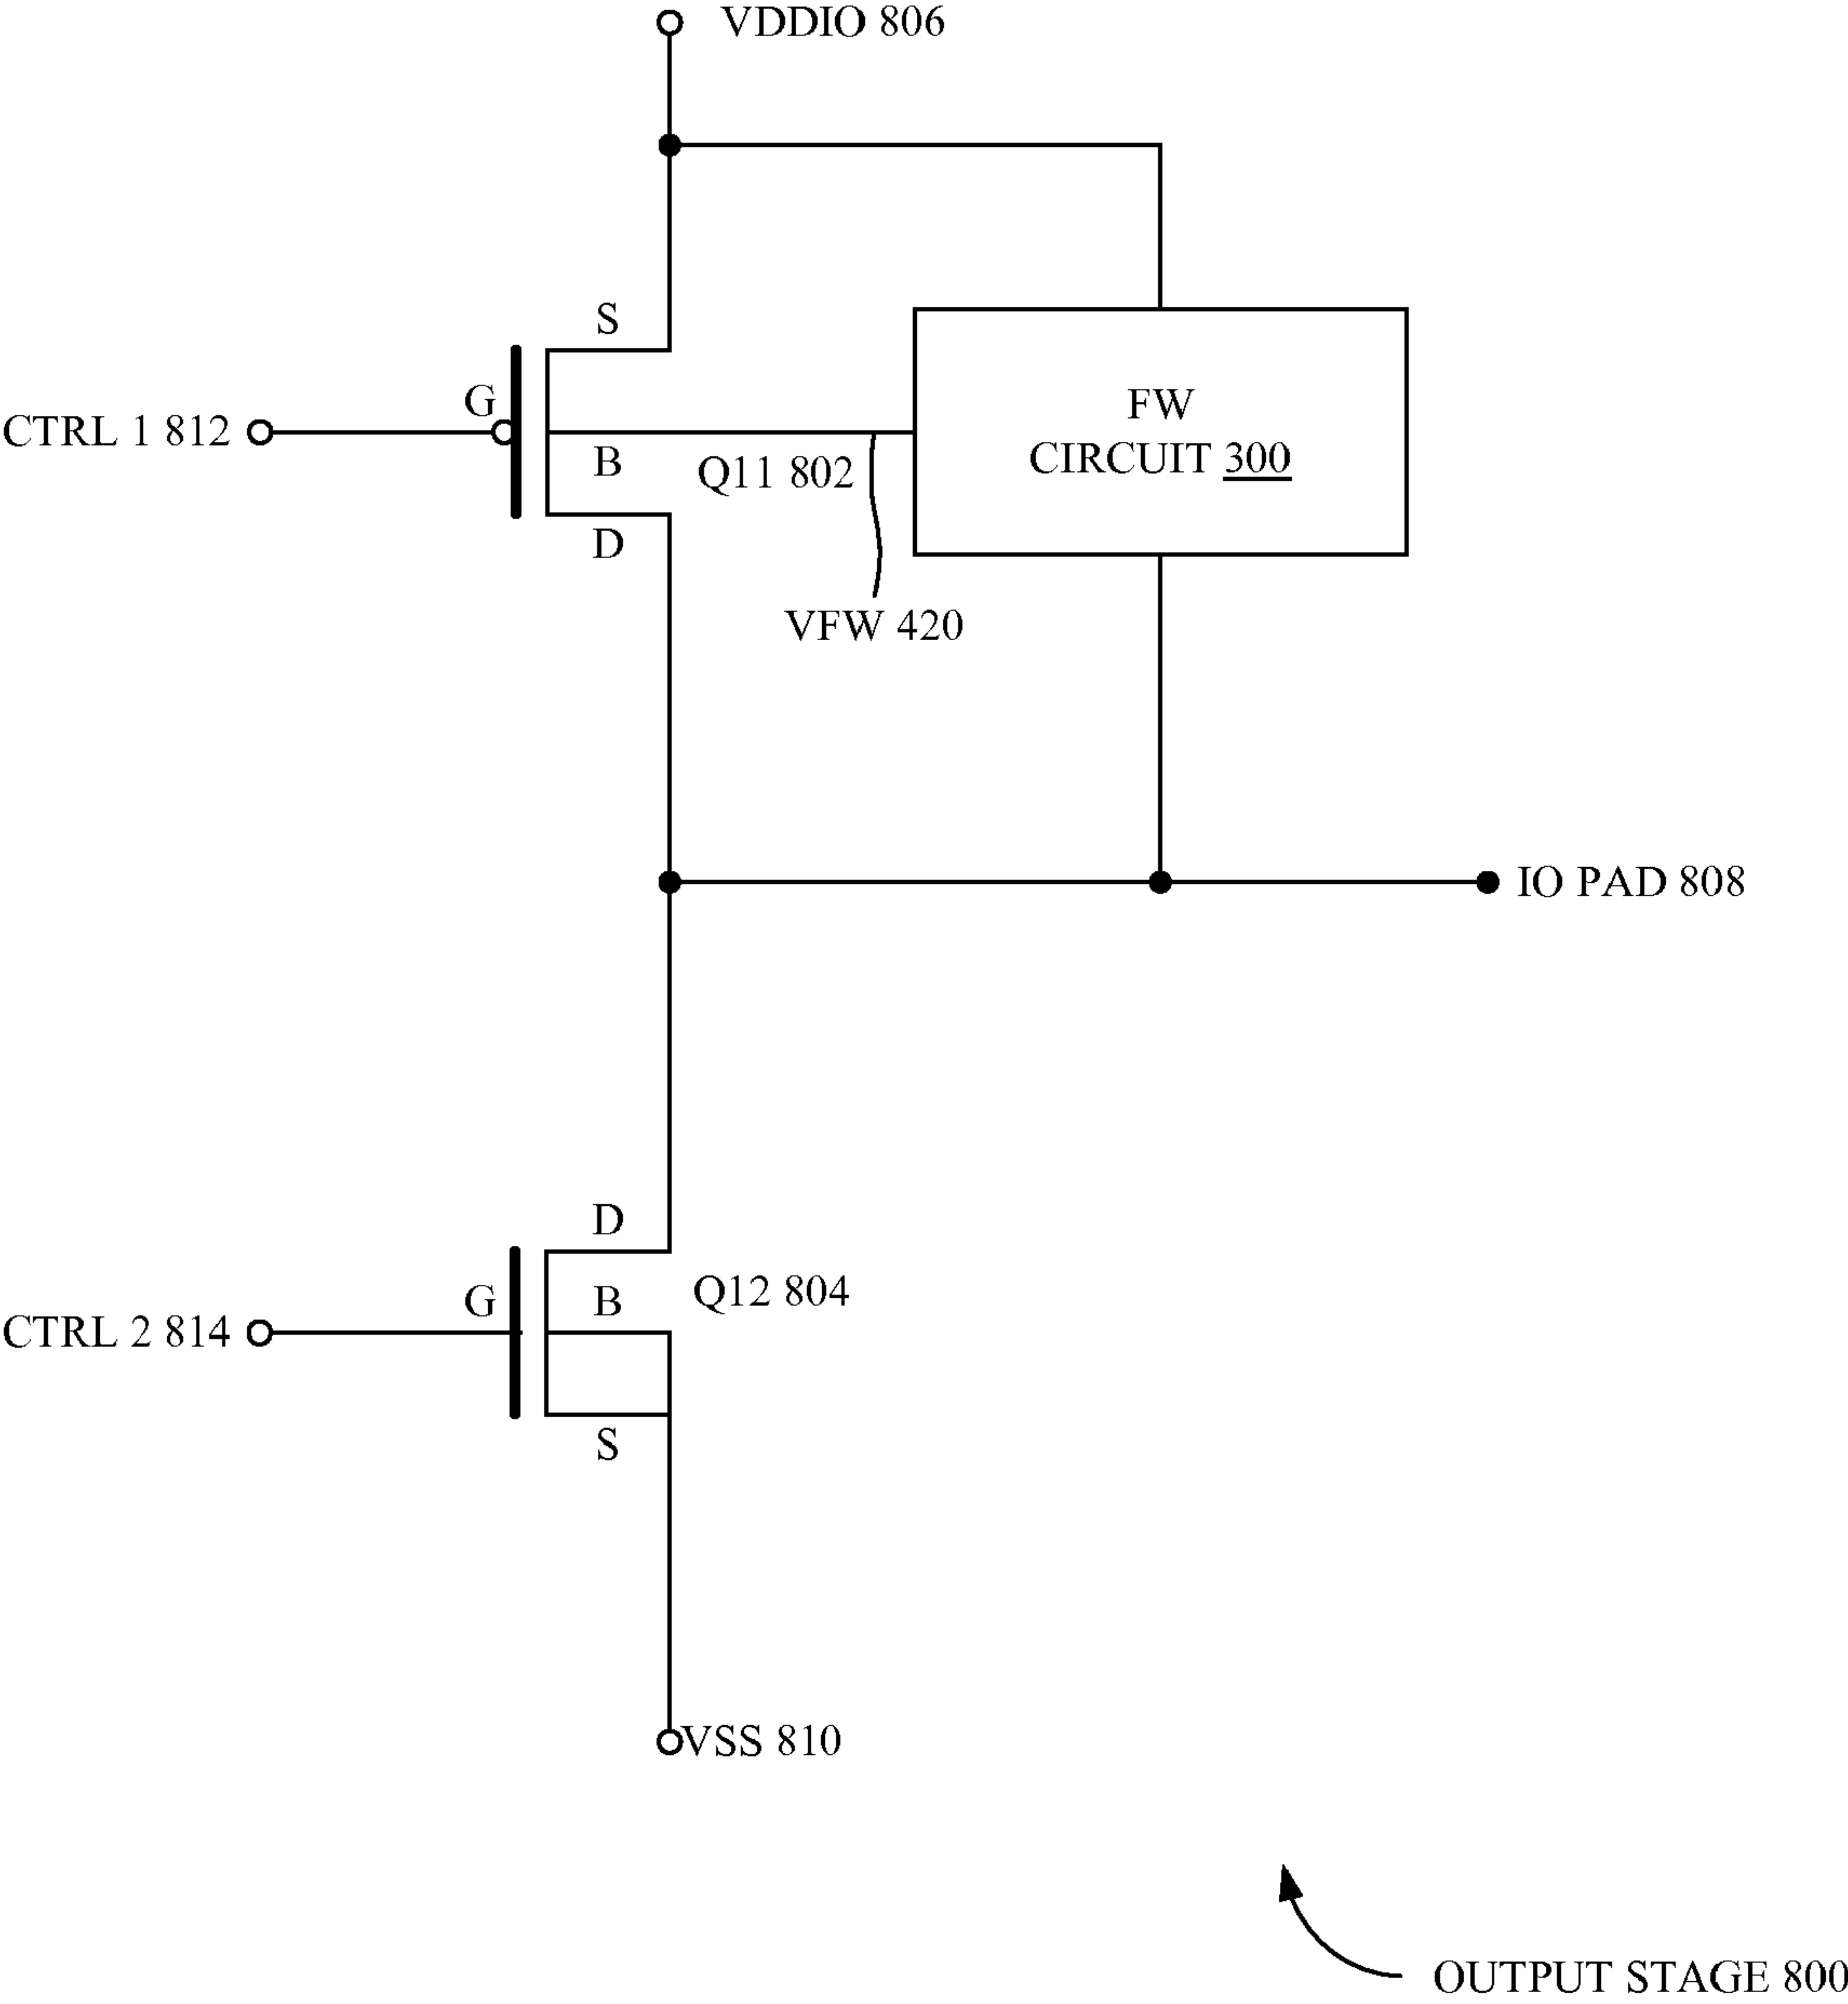 VDDIO 806
S
G
CTRL 1 812
B
Q11 802
D
FW
CIRCUIT 300
VFW 420
IO PAD 808
D
G
B
Q12 804
CTRL 2 814
S
VSS 810
OUTPUT STAGE 800